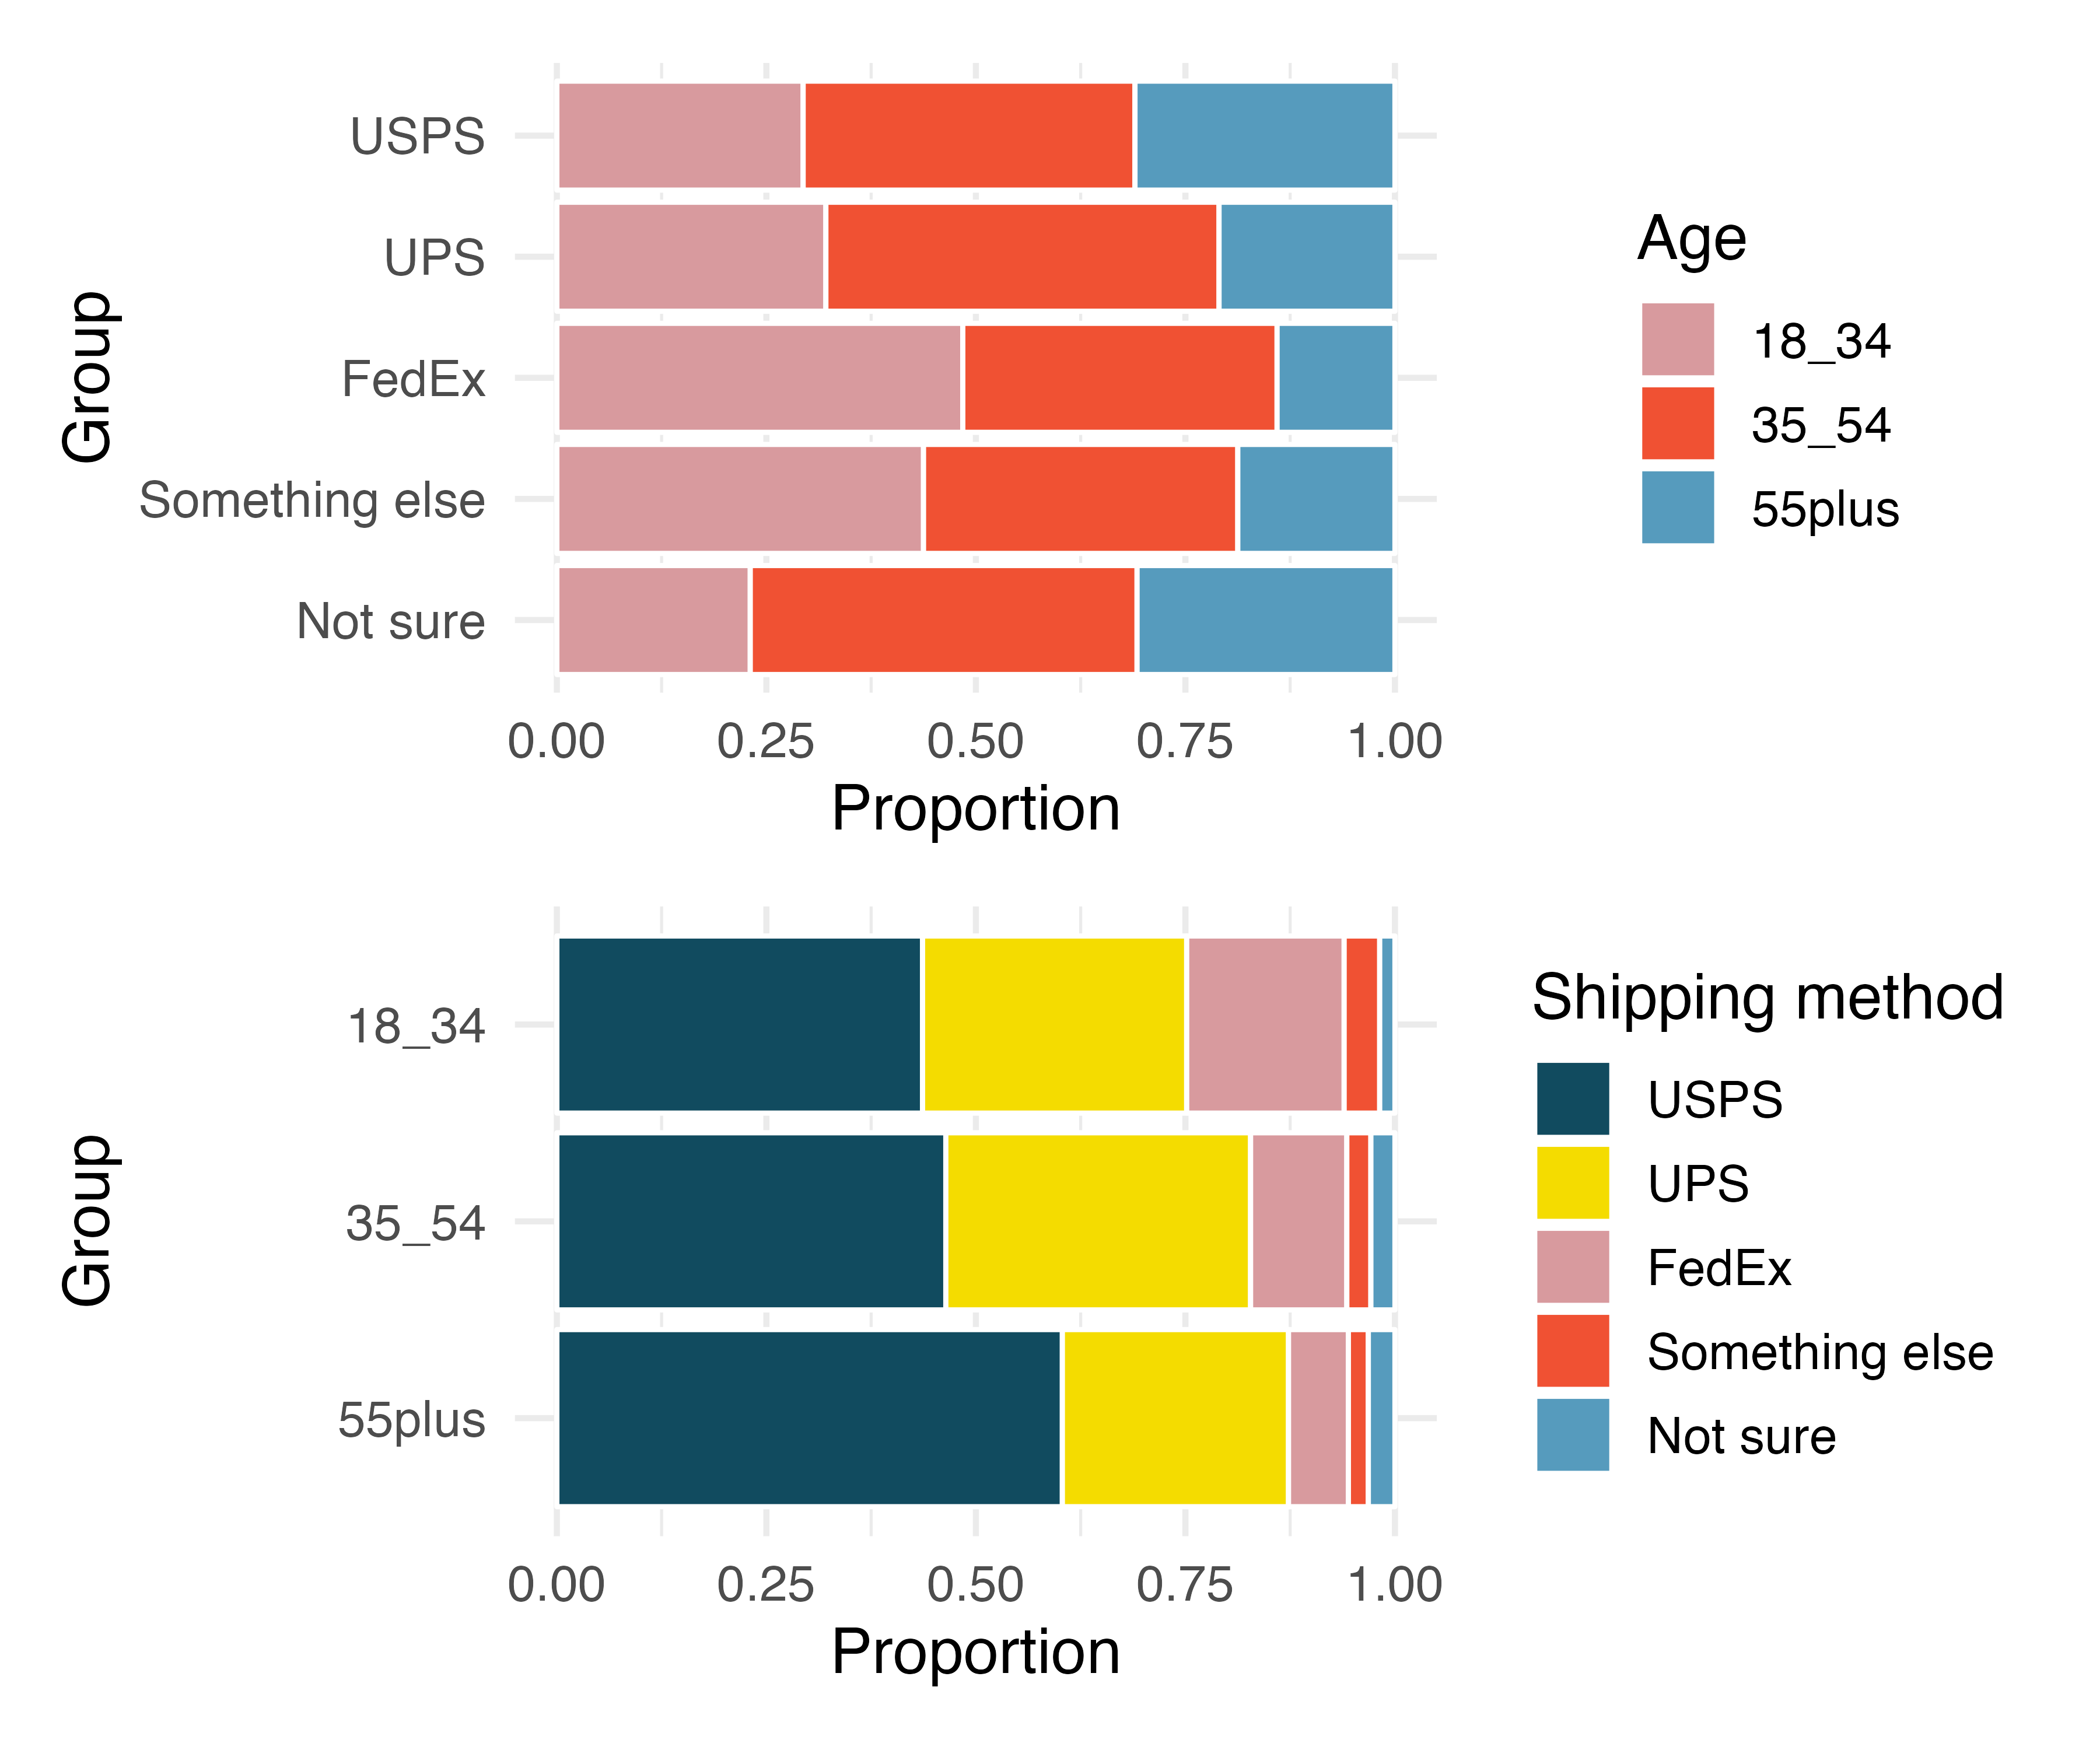 USPS
UPS
FedEx
Something else
Not sure
Group
0.00 0.25 0.50 0.75 1.00
Proportion
Age
18_34
35_54
55plus
18_34
35_54
55plus
Group
0.00 0.25 0.50 0.75 1.00
Proportion
Shipping method
USPS
UPS
FedEx
Something else
Not sure